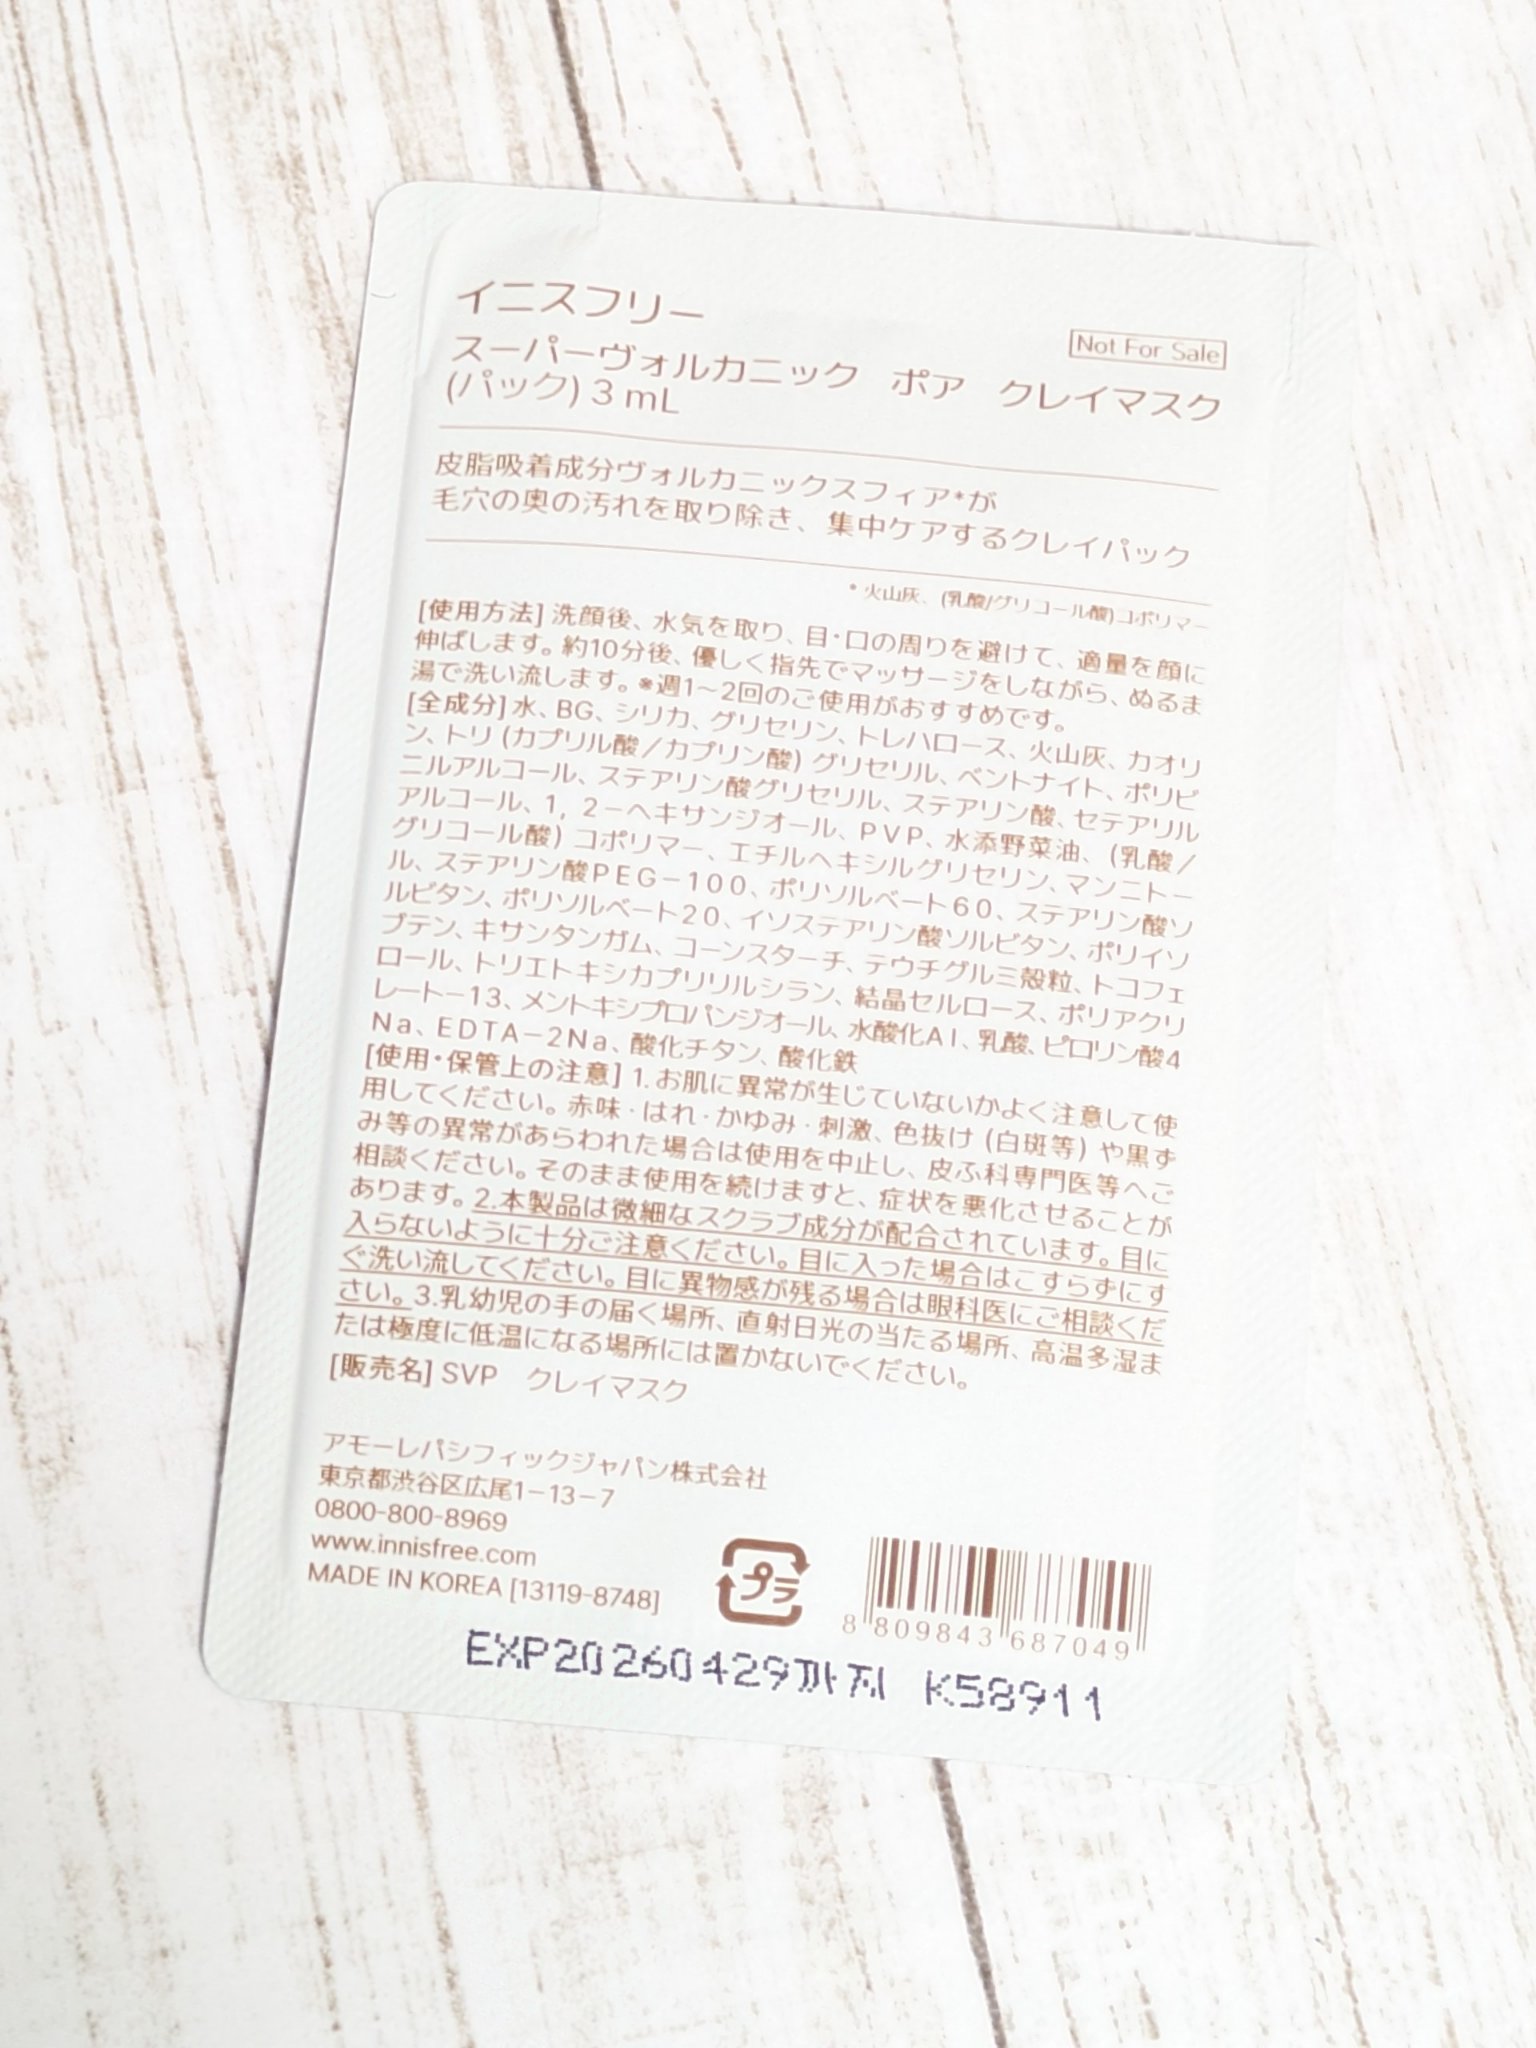 イニスフリー
Not For Sale
スーパーヴォルカニック ポア クレイマスク
(パック) 3 mL
皮脂吸着成分ヴォルカニックスフィア*が
毛穴の奥の汚れを取り除き、集中ケアするクレイパック
* 火山灰、(乳酸/グリコール酸)コポリマー
[使用方法] 洗顔後、水気を取り、目・口の周りを避けて、適量を顔に
伸ばします。約10分後、優しく指先でマッサージをしながら、ぬるま
湯で洗い流します。※週1～2回のご使用がおすすめです。
[全成分] 水、BG、シリカ、グリセリン、トレハロース、火山灰、カオリ
ン、トリ (カプリル酸/カプリン酸) グリセリル、ベントナイト、ポリビ
ニルアルコール、ステアリン酸グリセリル、ステアリン酸、セテアリル
アルコール、1, 2－ヘキサンジオール、PVP、水添野菜油、(乳酸/
グリコール酸) コポリマー、エチルヘキシルグリセリン、マンニトー
ル、ステアリン酸PEG－100、ポリソルベート60、ステアリン酸ソ
ルビタン、ポリソルベート20、イソステアリン酸ソルビタン、ポリイソ
ブテン、キサンタンガム、コーンスターチ、テウチグルミ殻粒、トコフェ
ロール、トリエトキシカプリリルシラン、結晶セルロース、ポリアクリ
レート－13、メントキシプロパンジオール、水酸化Al、乳酸、ピロリン酸4
Na、EDTA－2Na、酸化チタン、酸化鉄
[使用・保管上の注意] 1.お肌に異常が生じていないかよく注意して使
用してください。赤味・はれ・かゆみ・刺激、色抜け (白斑等) や黒ず
み等の異常があらわれた場合は使用を中止し、皮ふ科専門医等へご
相談ください。そのまま使用を続けますと、症状を悪化させることが
あります。2.本製品は微細なスクラブ成分が配合されています。目に
入らないように十分ご注意ください。目に入った場合はこすらずにす
ぐ洗い流してください。目に異物感が残る場合は眼科医にご相談くだ
さい。3.乳幼児の手の届く場所、直射日光の当たる場所、高温多湿ま
たは極度に低温になる場所には置かないでください。
[販売名] SVP クレイマスク
アモーレパシフィックジャパン株式会社
東京都渋谷区広尾1－13－7
0800-800-8969
www.innisfree.com
MADE IN KOREA [13119-8748]
プラ
8 809843 687049
EXP20260429까지 K58911